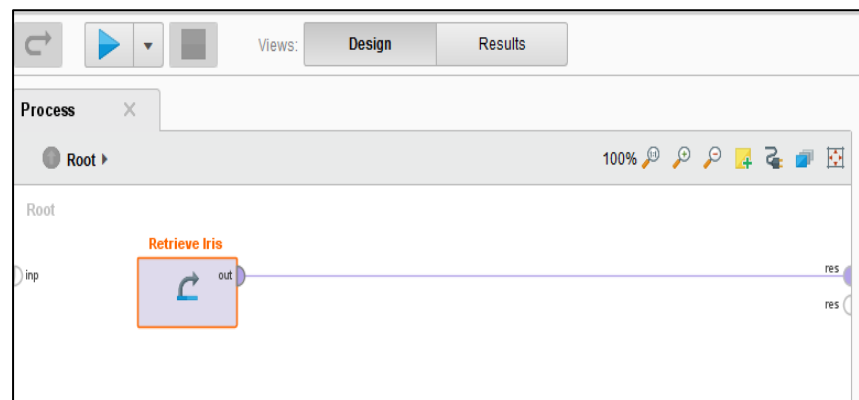 Views: Design Results
Process
Root
100%
Root
Retrieve Iris
inp
out
res
res